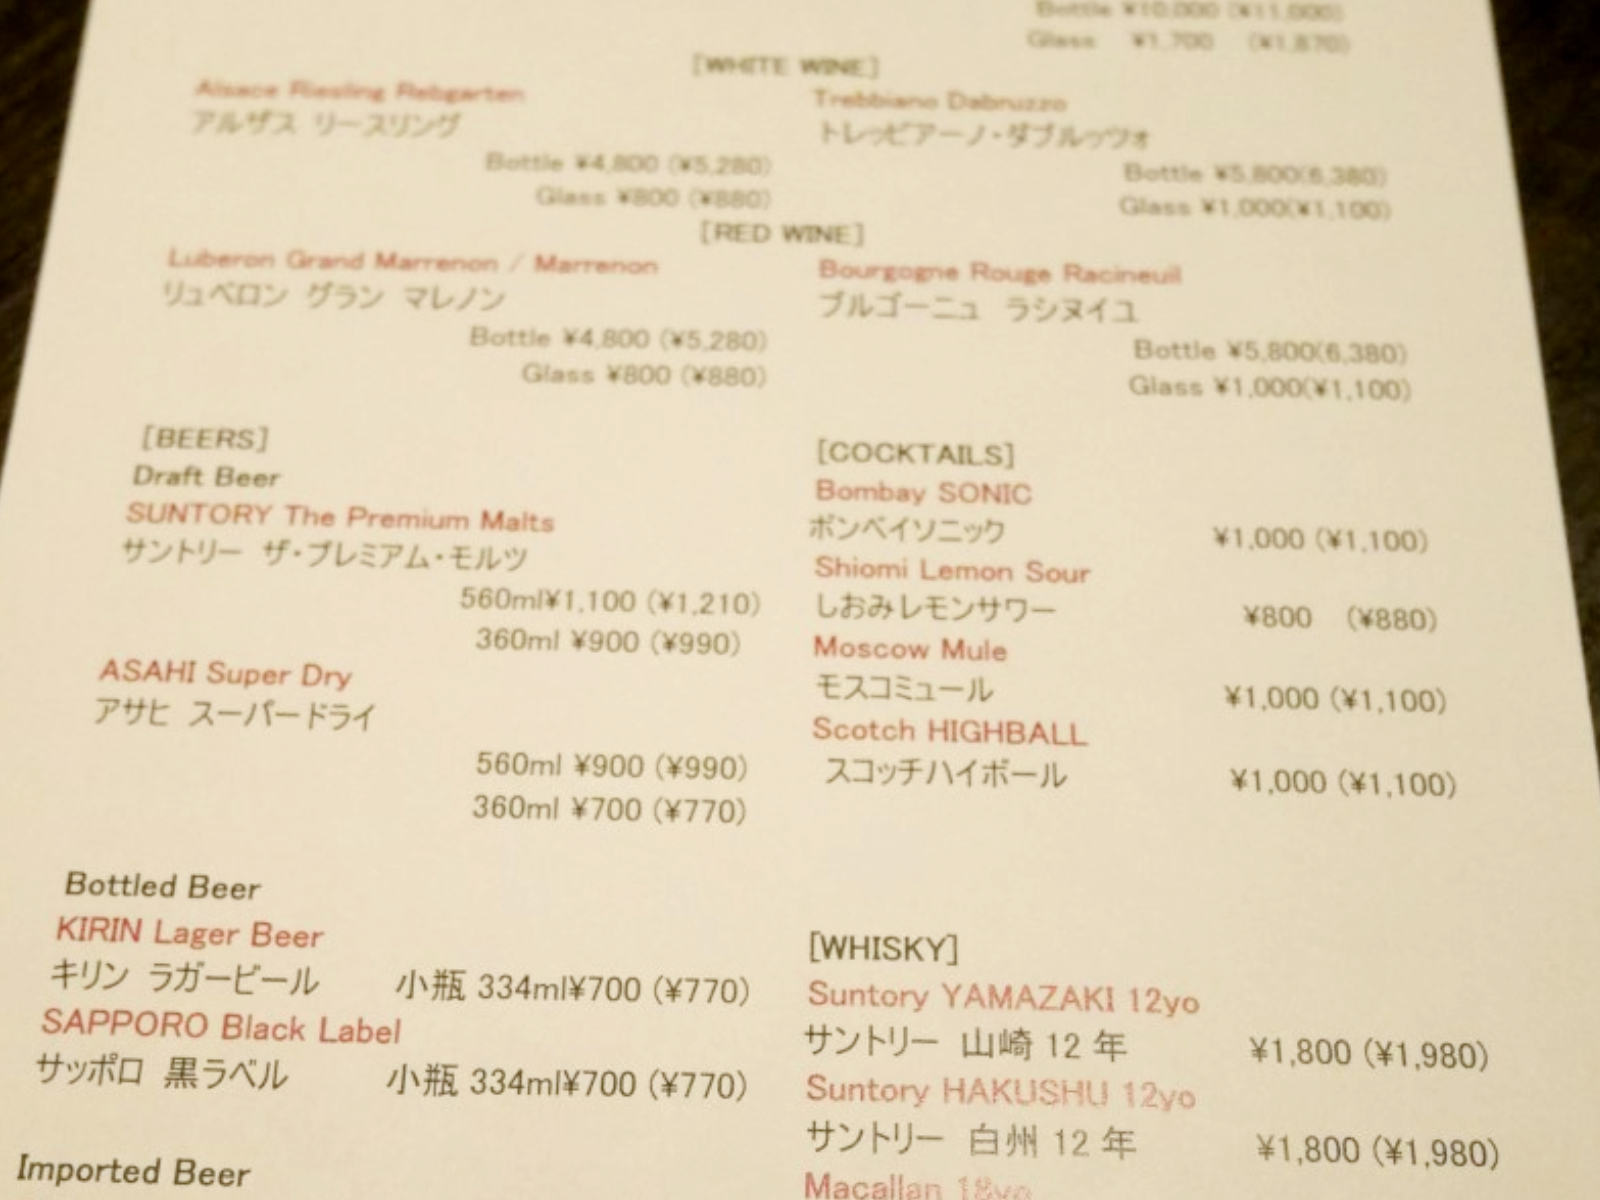 Bottle ¥10,000 (¥11,000)
Glass ¥1,700 (¥1,870)
[WHITE WINE]
Alsace Riesling Rebgarten
アルザス リースリング
Bottle ¥4,800 (¥5,280)
Glass ¥800 (¥880)
Trebbiano Dabruzzo
トレッビアーノ・ダブルッツォ
Bottle ¥5,800(6,380)
Glass ¥1,000(¥1,100)
[RED WINE]
Luberon Grand Marrenon / Marrenon
リュベロン グラン マレノン
Bottle ¥4,800 (¥5,280)
Glass ¥800 (¥880)
Bourgogne Rouge Racineuil
ブルゴーニュ ラシヌイユ
Bottle ¥5,800(6,380)
Glass ¥1,000(¥1,100)
[BEERS]
Draft Beer
SUNTORY The Premium Malts
サントリー ザ・プレミアム・モルツ
560ml¥1,100 (¥1,210)
360ml ¥900 (¥990)
ASAHI Super Dry
アサヒ スーパードライ
560ml ¥900 (¥990)
360ml ¥700 (¥770)
Bottled Beer
KIRIN Lager Beer
キリン ラガービール 小瓶 334ml¥700 (¥770)
SAPPORO Black Label
サッポロ 黒ラベル 小瓶 334ml¥700 (¥770)
Imported Beer
[COCKTAILS]
Bombay SONIC
ボンベイソニック ¥1,000 (¥1,100)
Shiomi Lemon Sour
しおみレモンサワー ¥800 (¥880)
Moscow Mule
モスコミュール ¥1,000 (¥1,100)
Scotch HIGHBALL
スコッチハイボール ¥1,000 (¥1,100)
[WHISKY]
Suntory YAMAZAKI 12yo
サントリー 山崎 12 年 ¥1,800 (¥1,980)
Suntory HAKUSHU 12yo
サントリー 白州 12 年 ¥1,800 (¥1,980)
Macallan 18yo